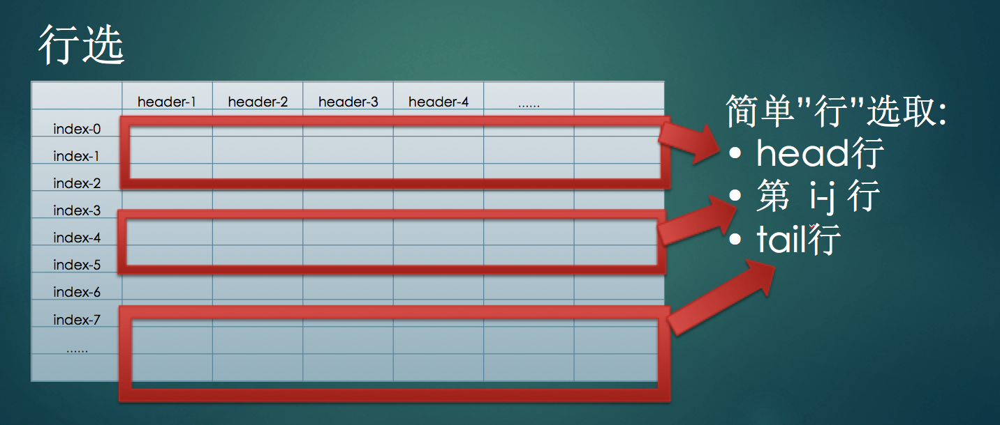 行选
header-1 header-2 header-3 header-4 ......
index-0
index-1
index-2
index-3
index-4
index-5
index-6
index-7
......
简单”行”选取:
• head行
• 第 i-j 行
• tail行